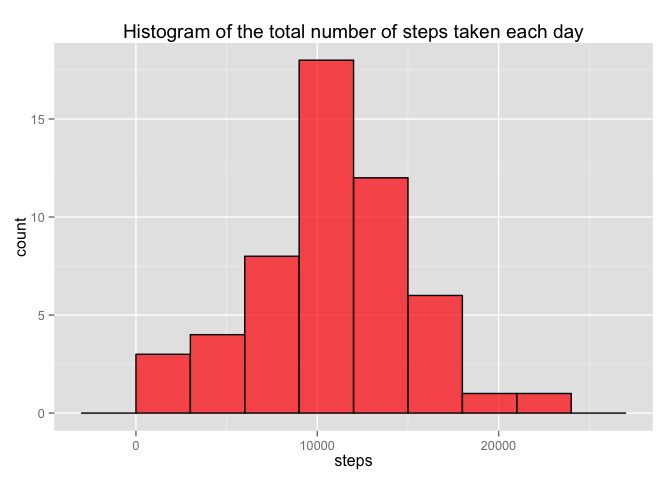 Histogram of the total number of steps taken each day
15
10
5
0
count
0 10000 20000
steps